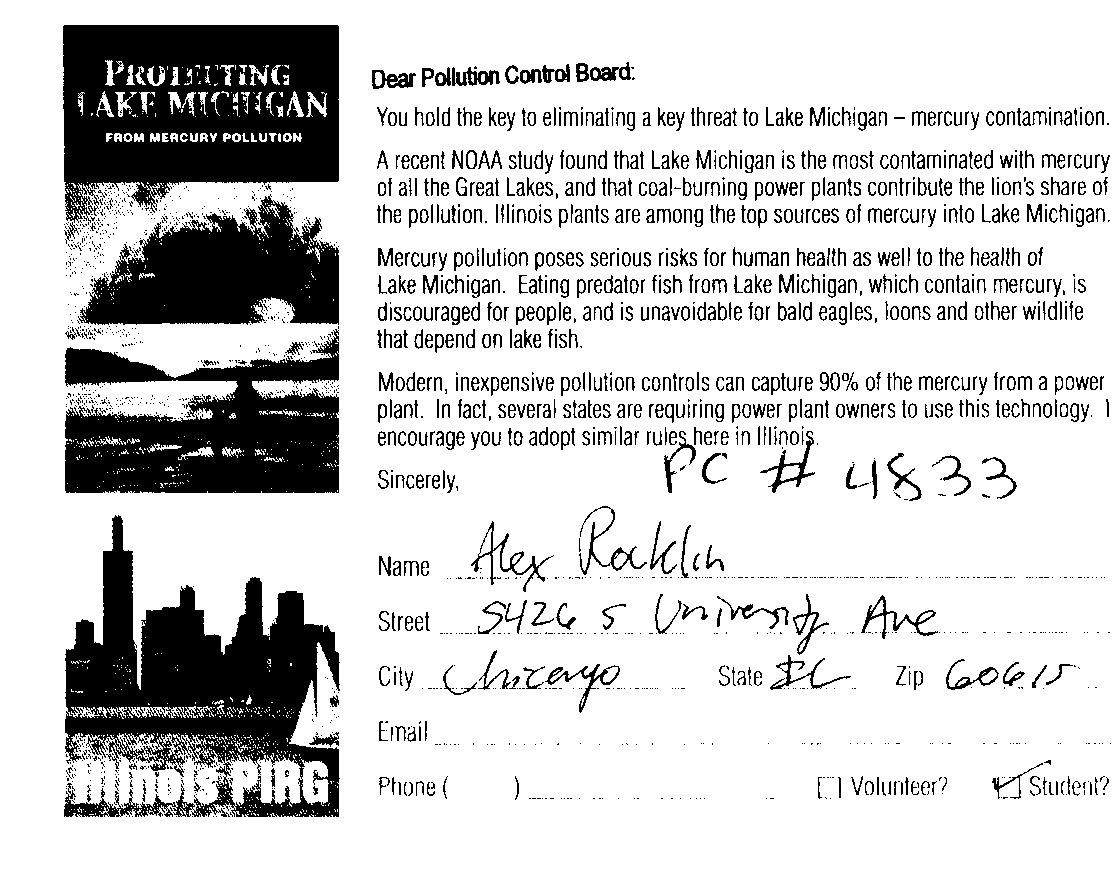 PROTECTING
LAKE MICHIGAN
FROM MERCURY POLLUTION
Illinois PIRG
Dear Pollution Control Board:
You hold the key to eliminating a key threat to Lake Michigan – mercury contamination.
A recent NOAA study found that Lake Michigan is the most contaminated with mercury
of all the Great Lakes, and that coal-burning power plants contribute the lion's share of
the pollution. Illinois plants are among the top sources of mercury into Lake Michigan.
Mercury pollution poses serious risks for human health as well to the health of
Lake Michigan. Eating predator fish from Lake Michigan, which contain mercury, is
discouraged for people, and is unavoidable for bald eagles, loons and other wildlife
that depend on lake fish.
Modern, inexpensive pollution controls can capture 90% of the mercury from a power
plant. In fact, several states are requiring power plant owners to use this technology. I
encourage you to adopt similar rules here in Illinois.
Sincerely,
PC # 4833
Name Alex Rocklin
Street 5426 S University Ave
City Chicago State IL Zip 60615
Email
Phone ( ) Volunteer? Student?